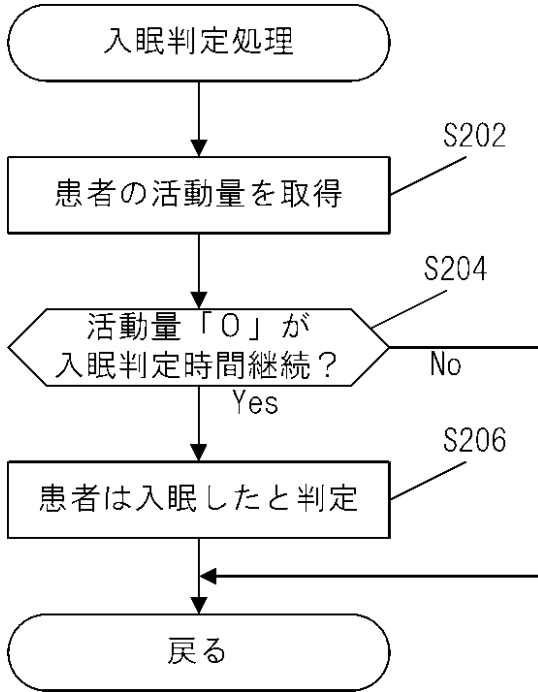 入眠判定処理
S202
患者の活動量を取得
S204
活動量「０」が
入眠判定時間継続？
No
Yes
S206
患者は入眠したと判定
戻る